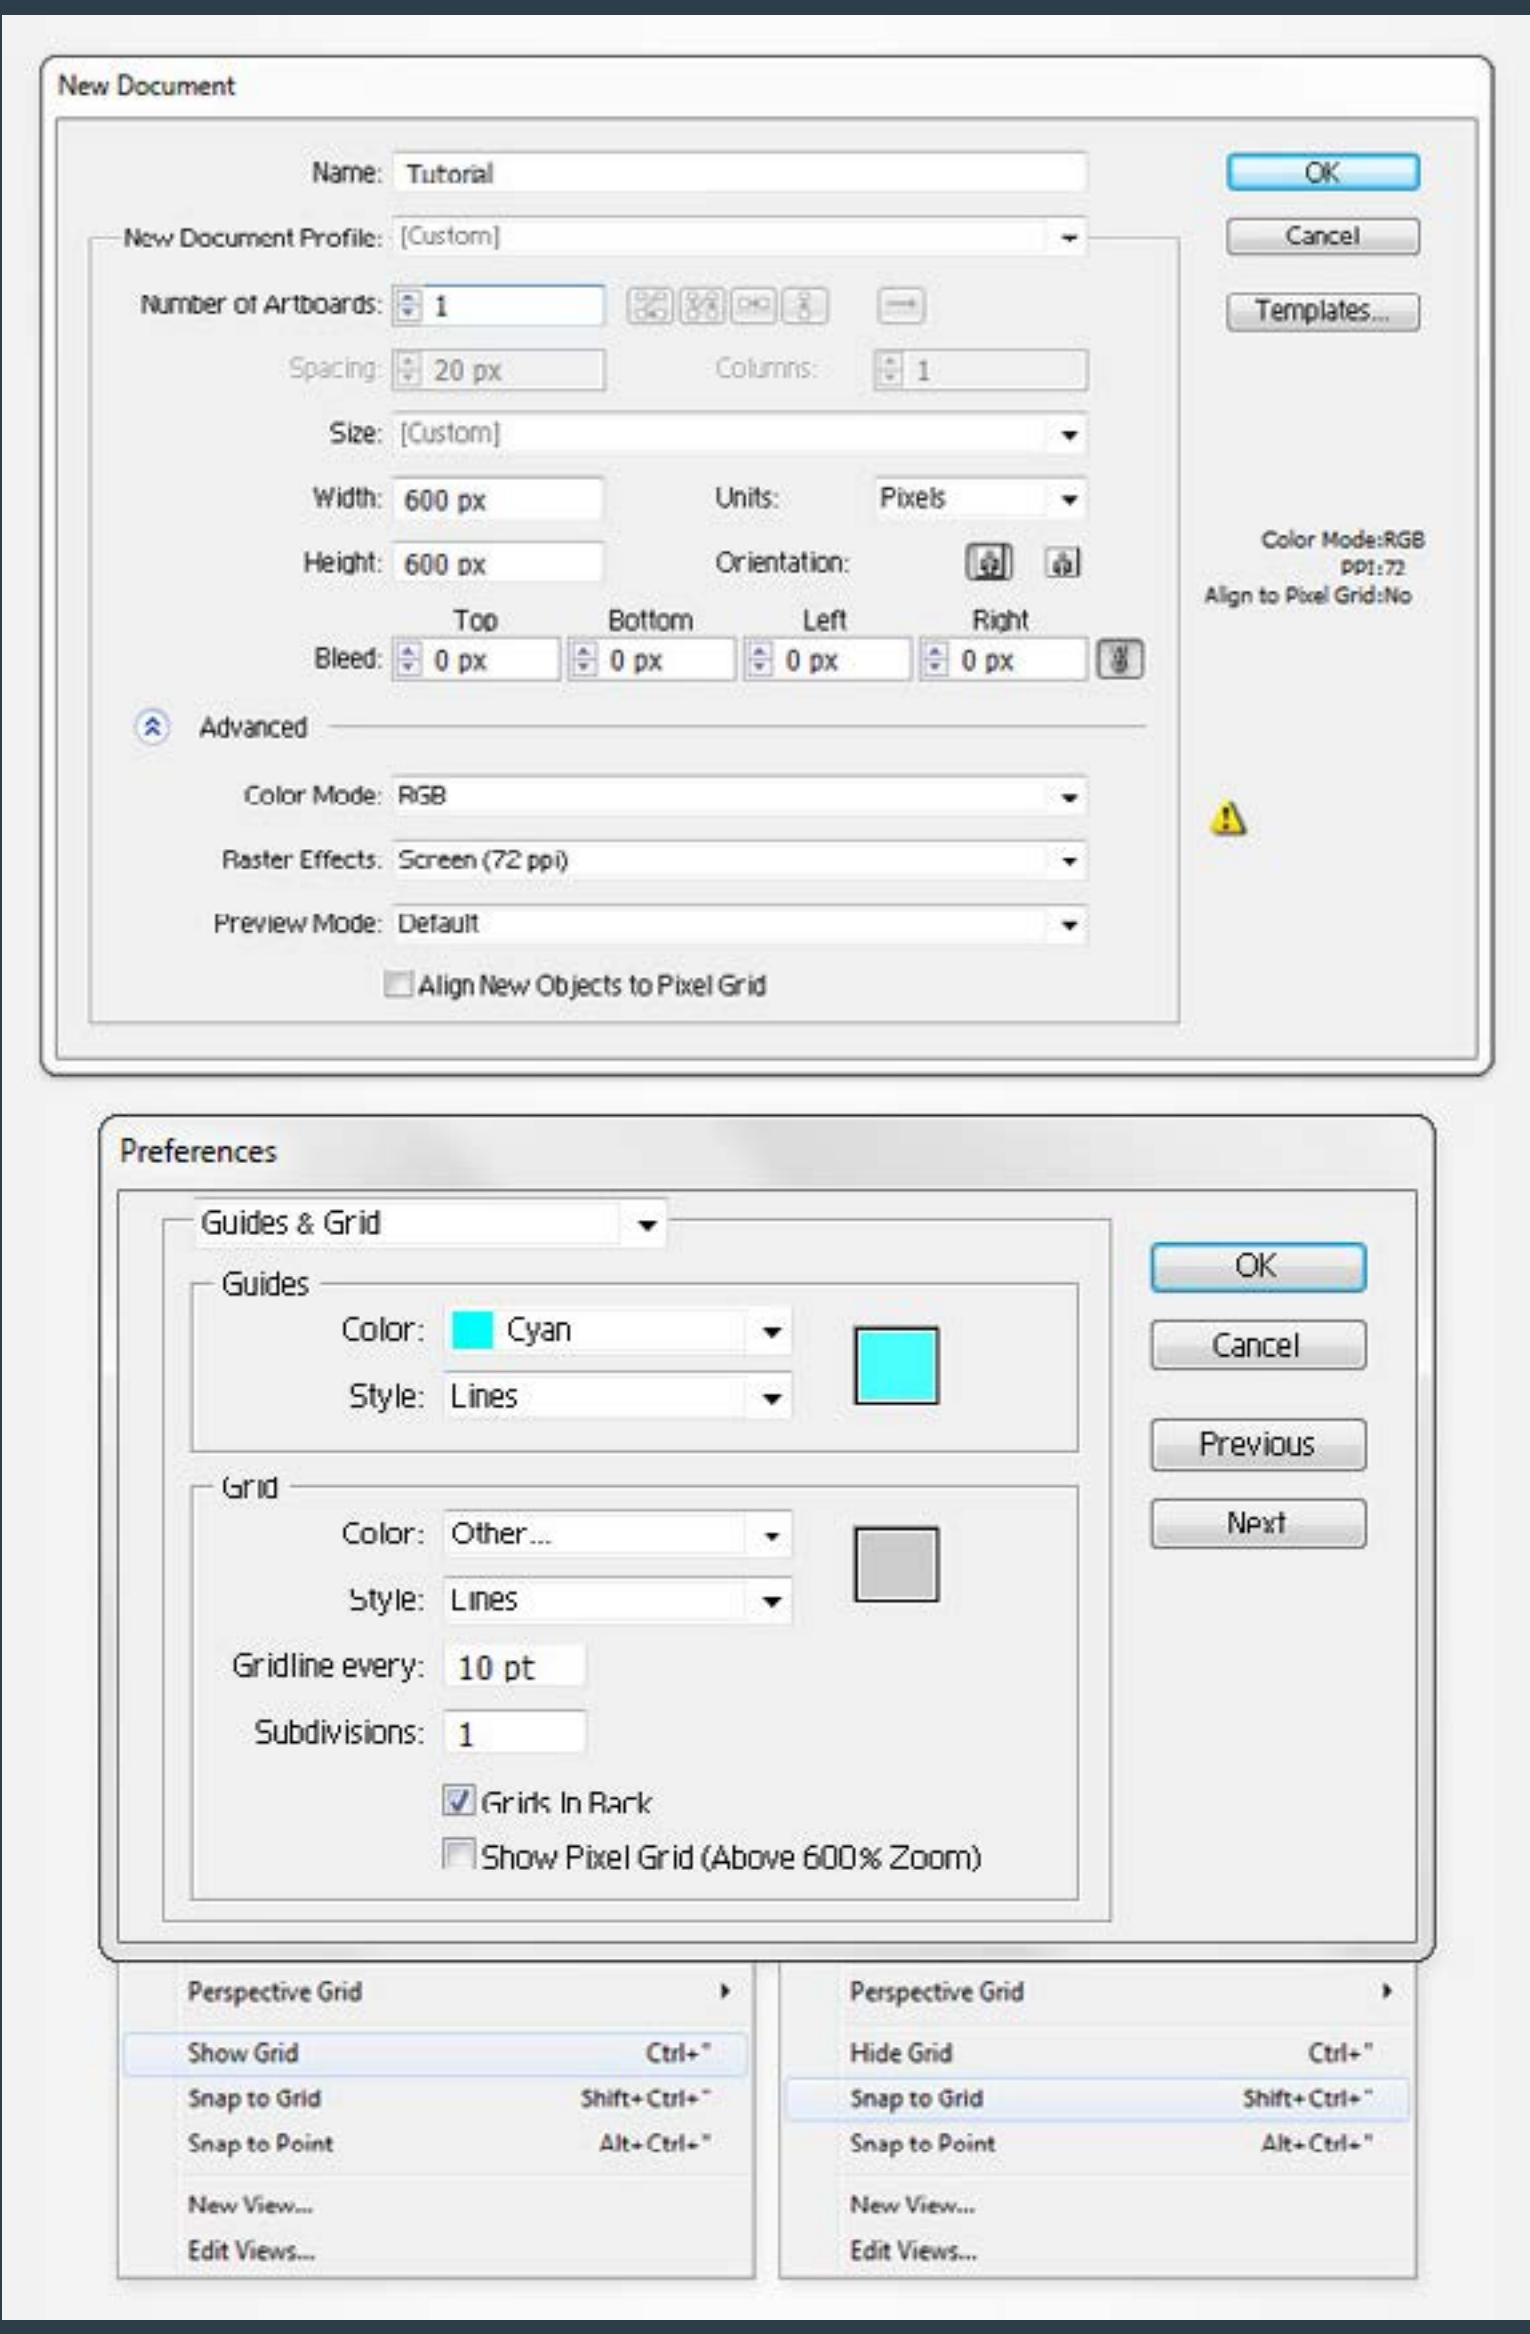 New Document
Name: Tutorial
OK
New Document Profile: [Custom]
Cancel
Number of Artboards: 1
Templates...
Spacing: 20 px Columns: 1
Size: [Custom]
Width: 600 px Units: Pixels
Height: 600 px Orientation:
Color Mode:RGB
PPI:72
Align to Pixel Grid:No
Top Bottom Left Right
Bleed: 0 px 0 px 0 px 0 px
Advanced
Color Mode: RGB
Raster Effects: Screen (72 ppi)
Preview Mode: Default
Align New Objects to Pixel Grid
Preferences
Guides & Grid
OK
Guides
Color: Cyan
Cancel
Style: Lines
Previous
Grid
Color: Other...
Next
Style: Lines
Gridline every: 10 pt
Subdivisions: 1
Grids In Back
Show Pixel Grid (Above 600% Zoom)
Perspective Grid
Show Grid Ctrl+"
Snap to Grid Shift+Ctrl+"
Snap to Point Alt+Ctrl+"
New View...
Edit Views...
Perspective Grid
Hide Grid Ctrl+"
Snap to Grid Shift+Ctrl+"
Snap to Point Alt+Ctrl+"
New View...
Edit Views...